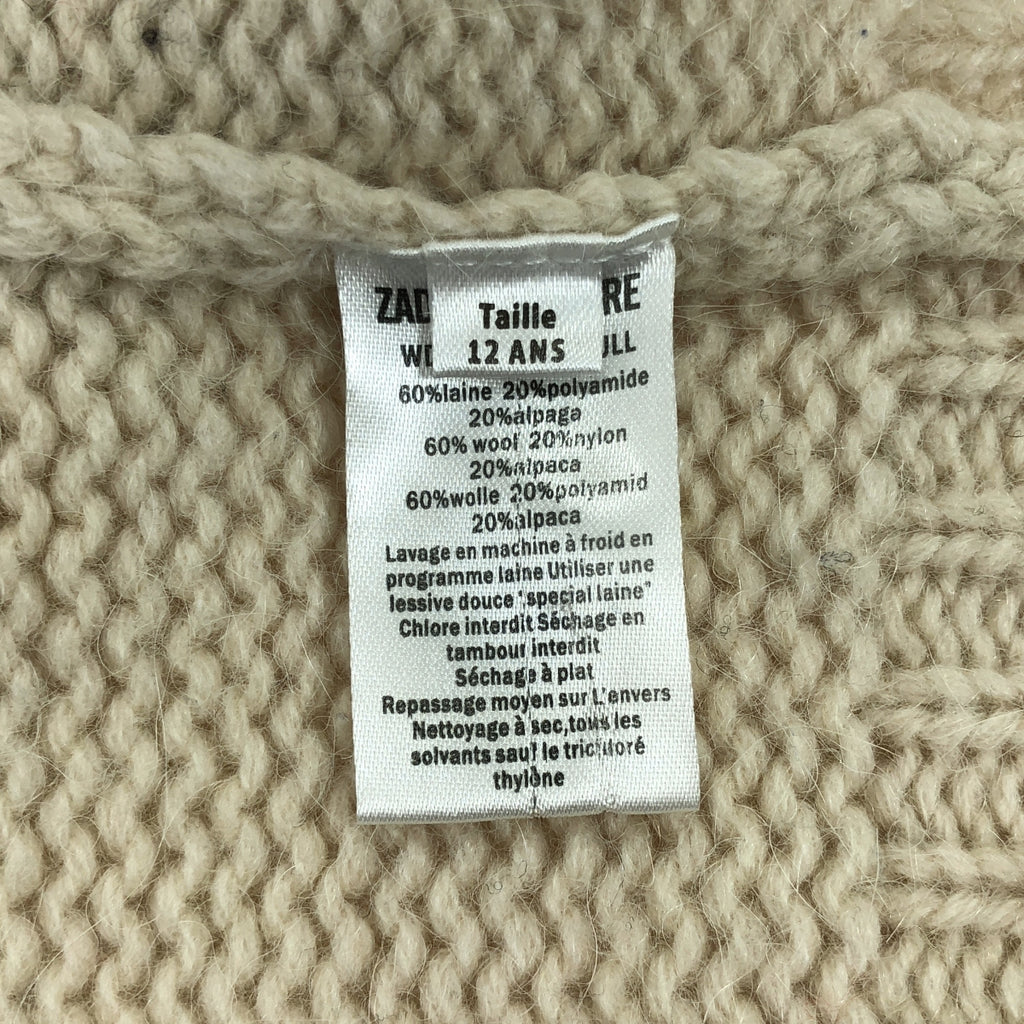 Taille
12 ANS
60%laine 20%polyamide
20%alpaga
60% wool 20%nylon
20%alpaca
60%wolle 20%polyamid
20%alpaca
Lavage en machine à froid en
programme laine Utiliser une
lessive douce "special laine"
Chlore interdit Séchage en
tambour interdit
Séchage à plat
Repassage moyen sur L'envers
Nettoyage à sec,tous les
solvants sauf le trichloré
thylène